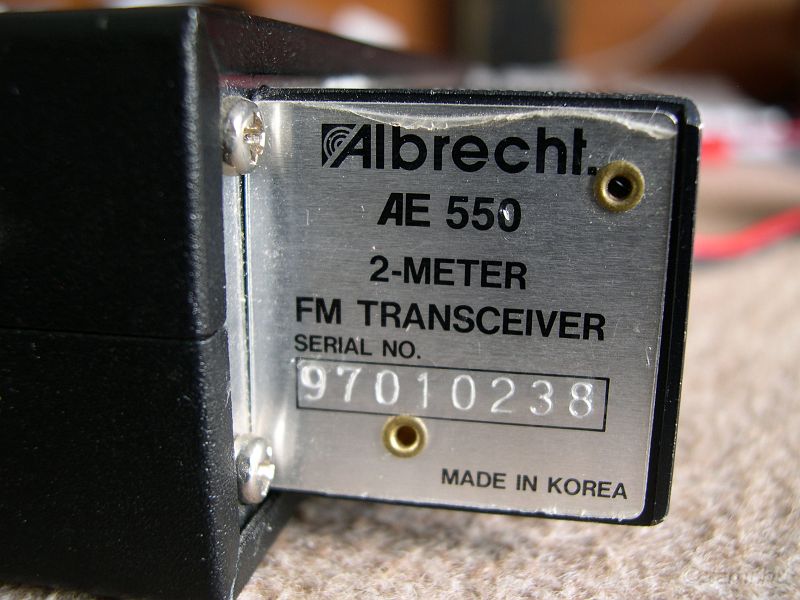 Albrecht.
AE 550
2-METER
FM TRANSCEIVER
SERIAL NO.
97010238
MADE IN KOREA